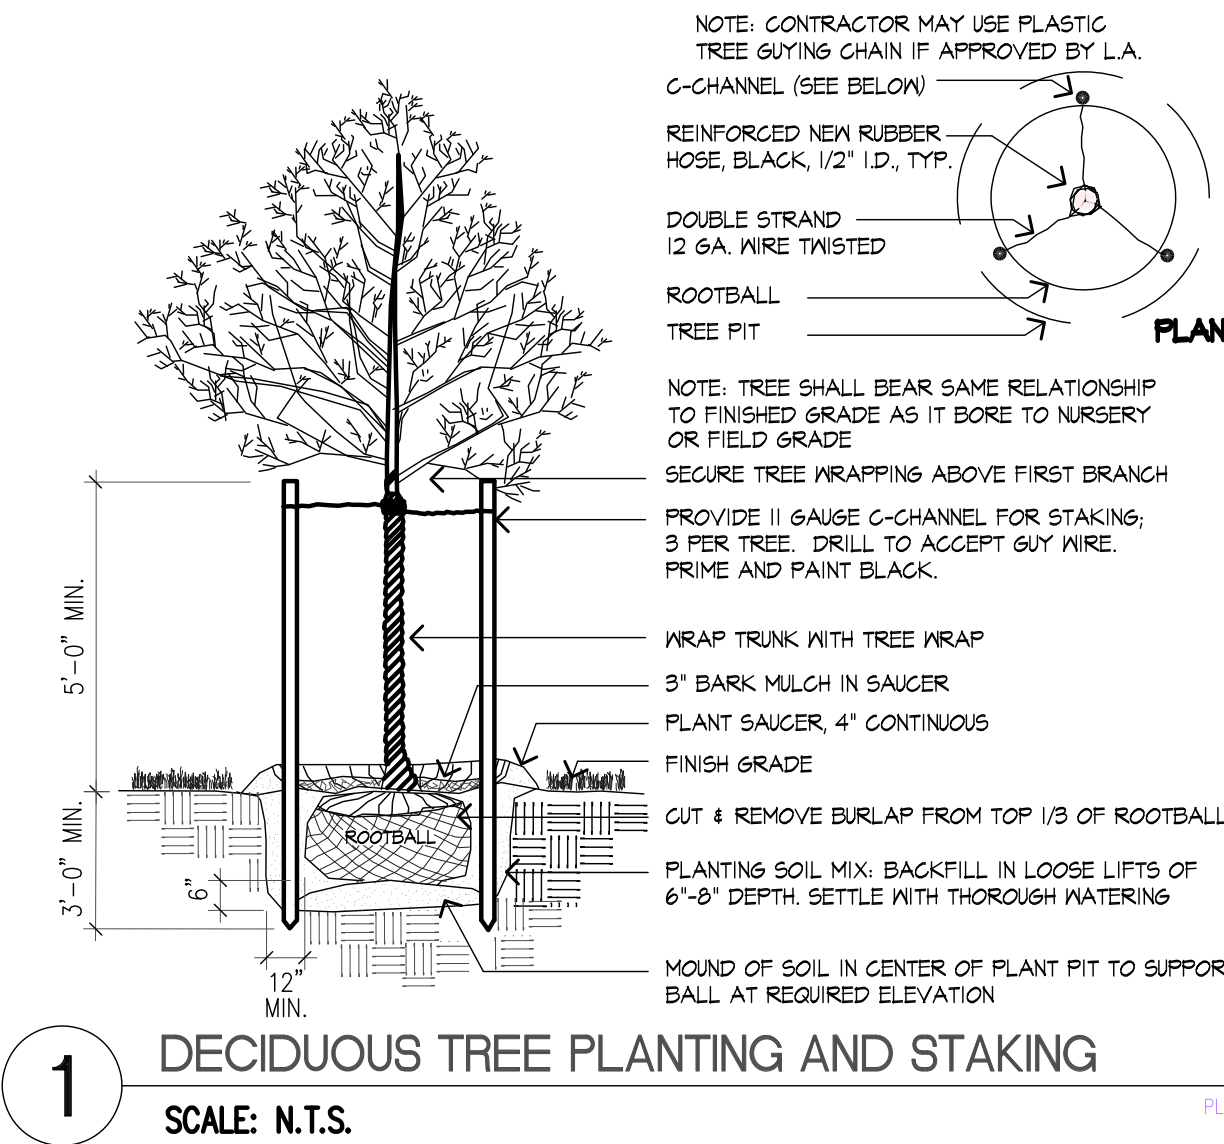 NOTE: CONTRACTOR MAY USE PLASTIC
TREE GUYING CHAIN IF APPROVED BY L.A.
C-CHANNEL (SEE BELOW)
REINFORCED NEW RUBBER
HOSE, BLACK, 1/2" I.D., TYP.
DOUBLE STRAND
12 GA. WIRE TWISTED
ROOTBALL
TREE PIT
PLAN
NOTE: TREE SHALL BEAR SAME RELATIONSHIP
TO FINISHED GRADE AS IT BORE TO NURSERY
OR FIELD GRADE
SECURE TREE WRAPPING ABOVE FIRST BRANCH
PROVIDE 11 GAUGE C-CHANNEL FOR STAKING;
3 PER TREE. DRILL TO ACCEPT GUY WIRE.
PRIME AND PAINT BLACK.
WRAP TRUNK WITH TREE WRAP
3" BARK MULCH IN SAUCER
PLANT SAUCER, 4" CONTINUOUS
FINISH GRADE
CUT & REMOVE BURLAP FROM TOP 1/3 OF ROOTBALL
PLANTING SOIL MIX: BACKFILL IN LOOSE LIFTS OF
6"-8" DEPTH. SETTLE WITH THOROUGH WATERING
MOUND OF SOIL IN CENTER OF PLANT PIT TO SUPPOR
BALL AT REQUIRED ELEVATION
5'-0" MIN.
3'-0" MIN.
6"
12"
MIN.
ROOTBALL
1
DECIDUOUS TREE PLANTING AND STAKING
SCALE: N.T.S.
PL